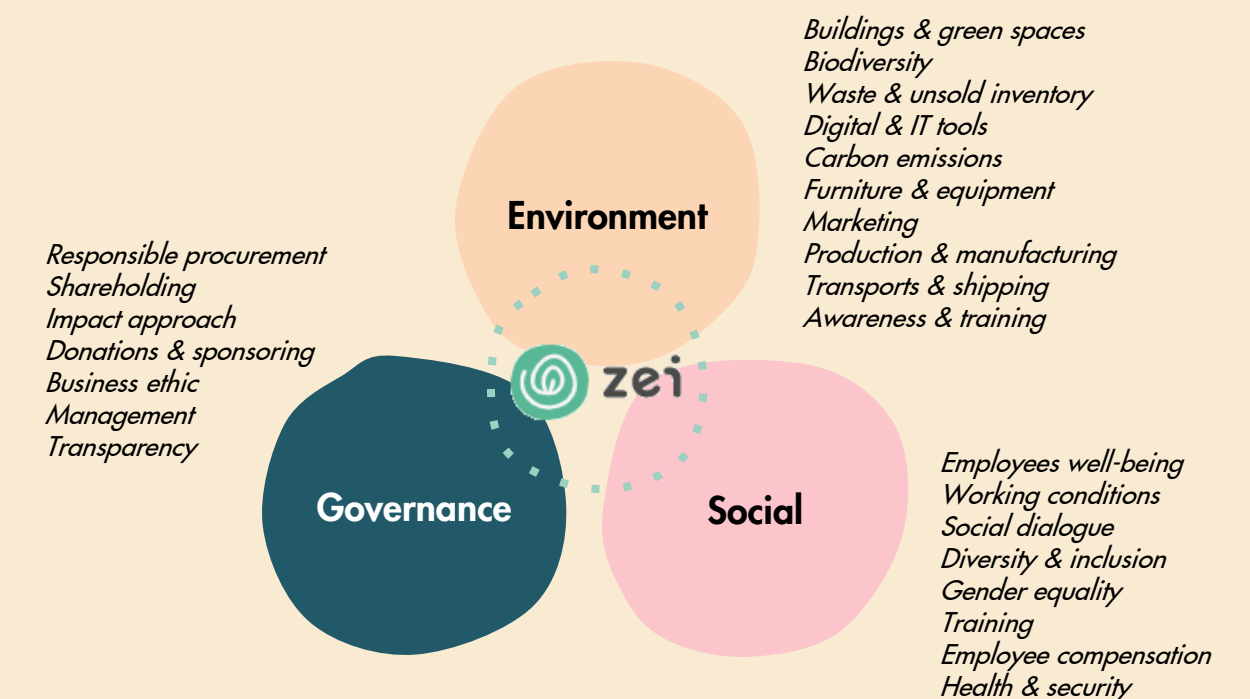 Buildings & green spaces
Biodiversity
Waste & unsold inventory
Digital & IT tools
Carbon emissions
Furniture & equipment
Marketing
Production & manufacturing
Transports & shipping
Awareness & training
Environment
Responsible procurement
Shareholding
Impact approach
Donations & sponsoring
Business ethic
Management
Transparency
zei
Governance
Social
Employees well-being
Working conditions
Social dialogue
Diversity & inclusion
Gender equality
Training
Employee compensation
Health & security